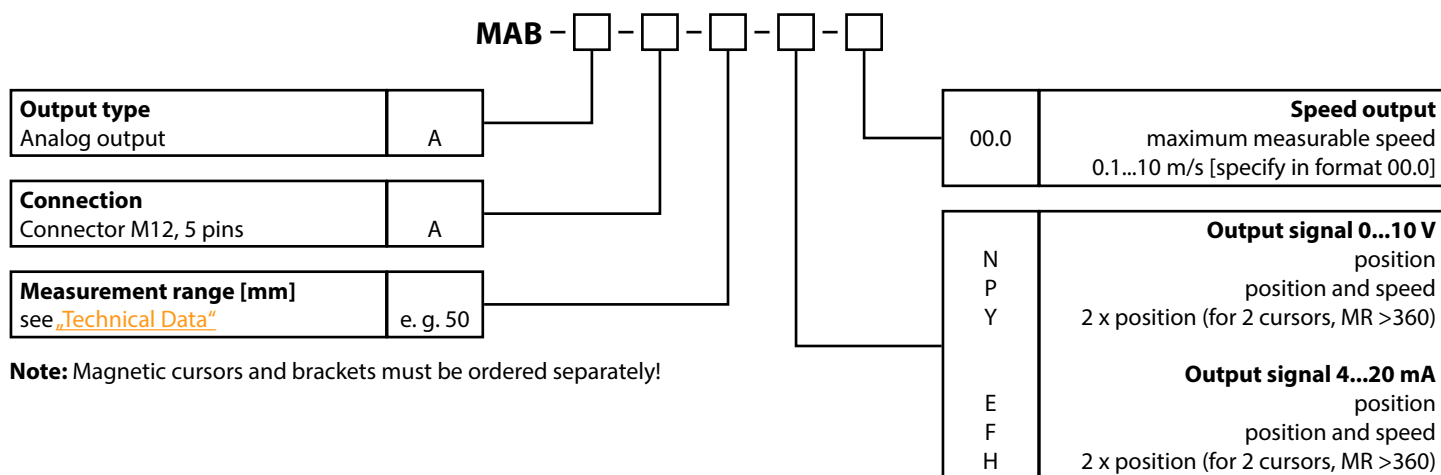 MAB – – – – –
Output type
Analog output A
Connection
Connector M12, 5 pins A
Measurement range [mm]
see „Technical Data“ e. g. 50
Note: Magnetic cursors and brackets must be ordered separately!
00.0 Speed output
maximum measurable speed
0.1...10 m/s [specify in format 00.0]
Output signal 0...10 V
N position
P position and speed
Y 2 x position (for 2 cursors, MR >360)
Output signal 4...20 mA
E position
F position and speed
H 2 x position (for 2 cursors, MR >360)